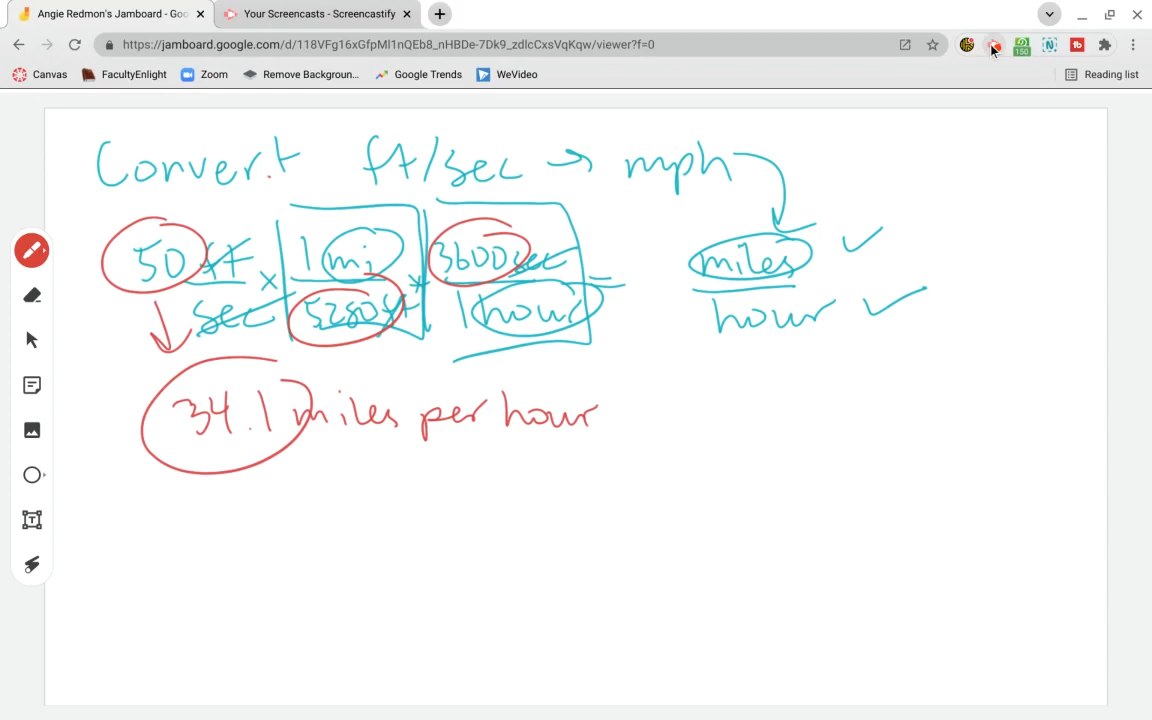 Angie Redmon's Jamboard - Goo
Your Screencasts - Screencastify
https://jamboard.google.com/d/118VFg16xGfpMl1nQEb8_nHBDe-7Dk9_zdlcCxsVqKqw/viewer?f=0
150
Canvas FacultyEnlight Zoom Remove Backgroun... Google Trends WeVideo Reading list
Convert ft/sec → mph
50 ft × 1 mi * 3600 sec = miles ✓
sec 5280 ft 1 hour hour ✓
34.1 miles per hour